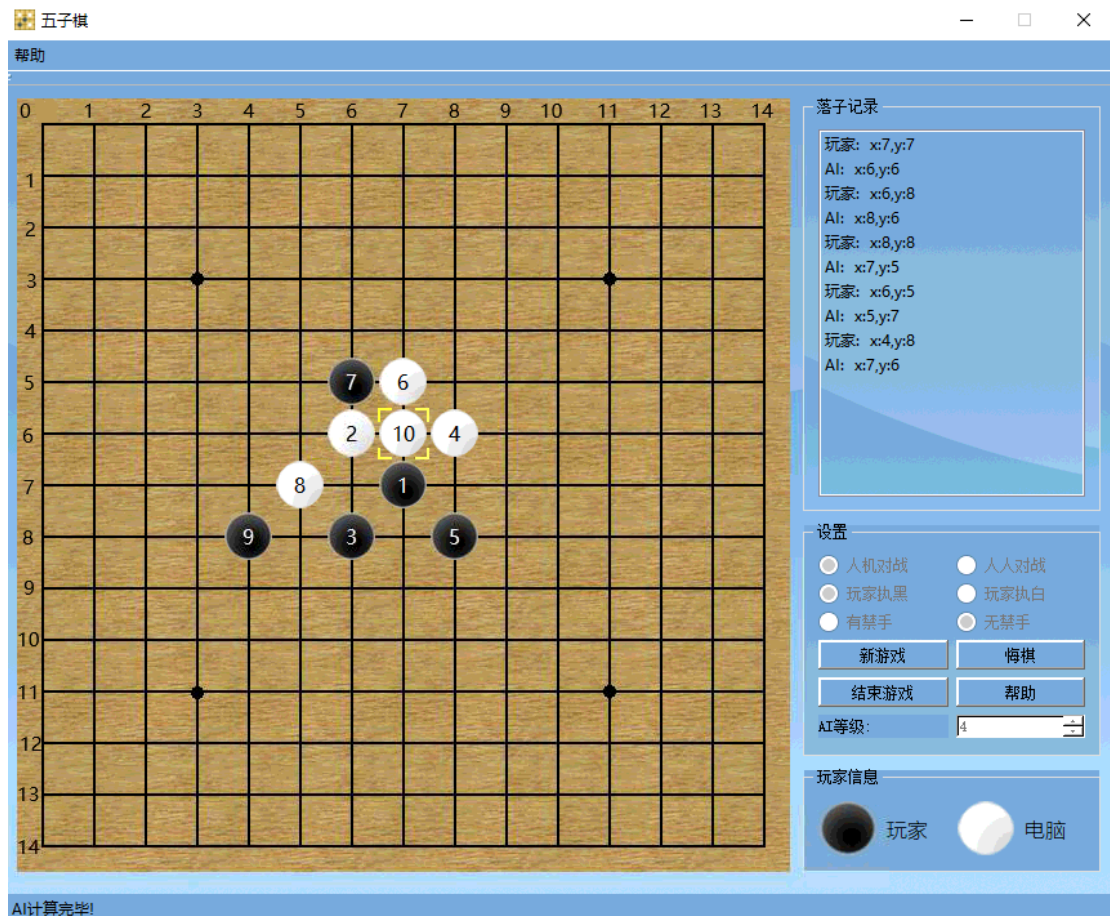 五子棋
帮助
0 1 2 3 4 5 6 7 8 9 10 11 12 13 14
1
2
3
4
5
6
7
8
9
10
11
12
13
14
7 6
2 10 4
8 1
9 3 5
落子记录
玩家: x:7,y:7
AI: x:6,y:6
玩家: x:6,y:8
AI: x:8,y:6
玩家: x:8,y:8
AI: x:7,y:5
玩家: x:6,y:5
AI: x:5,y:7
玩家: x:4,y:8
AI: x:7,y:6
设置
人机对战 人人对战
玩家执黑 玩家执白
有禁手 无禁手
新游戏 悔棋
结束游戏 帮助
AI等级: 4
玩家信息
玩家 电脑
AI计算完毕!